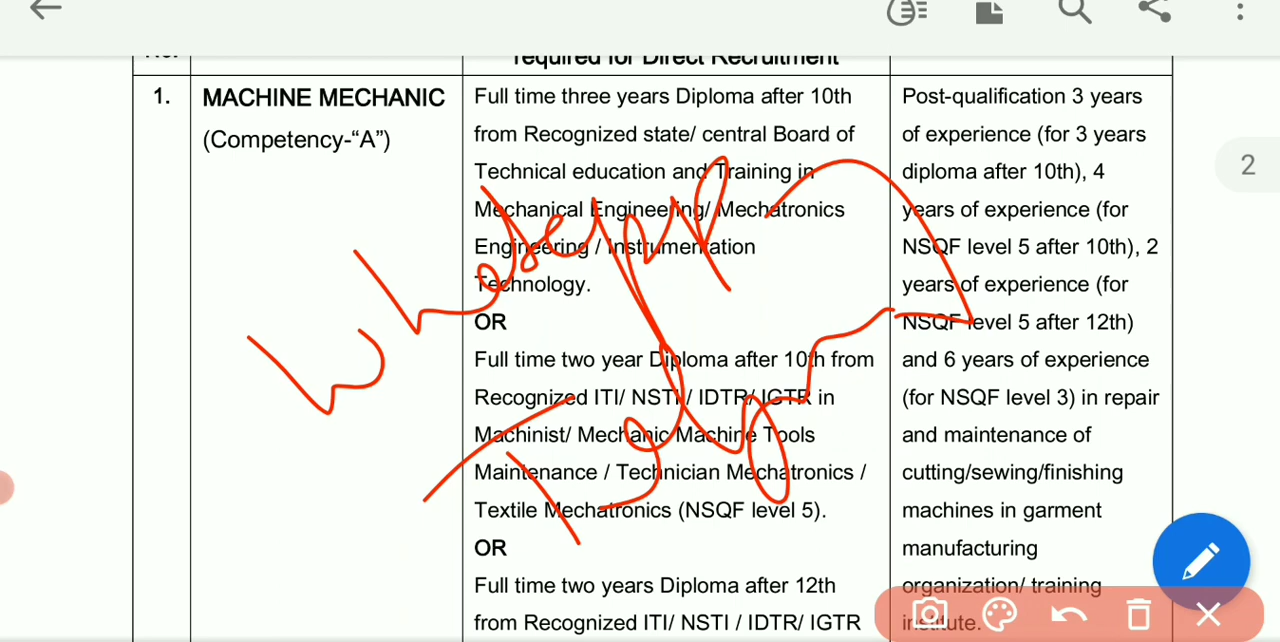 required for Direct Recruitment
1.
MACHINE MECHANIC
(Competency-“A”)
Full time three years Diploma after 10th
from Recognized state/ central Board of
Technical education and Training in
Mechanical Engineering/ Mechatronics
Engineering / Instrumentation
Technology.
OR
Full time two year Diploma after 10th from
Recognized ITI/ NSTI / IDTR/ IGTR in
Machinist/ Mechanic Machine Tools
Maintenance / Technician Mechatronics /
Textile Mechatronics (NSQF level 5).
OR
Full time two years Diploma after 12th
from Recognized ITI/ NSTI / IDTR/ IGTR
Post-qualification 3 years
of experience (for 3 years
diploma after 10th), 4
years of experience (for
NSQF level 5 after 10th), 2
years of experience (for
NSQF level 5 after 12th)
and 6 years of experience
(for NSQF level 3) in repair
and maintenance of
cutting/sewing/finishing
machines in garment
manufacturing
organization/ training
institute.
2